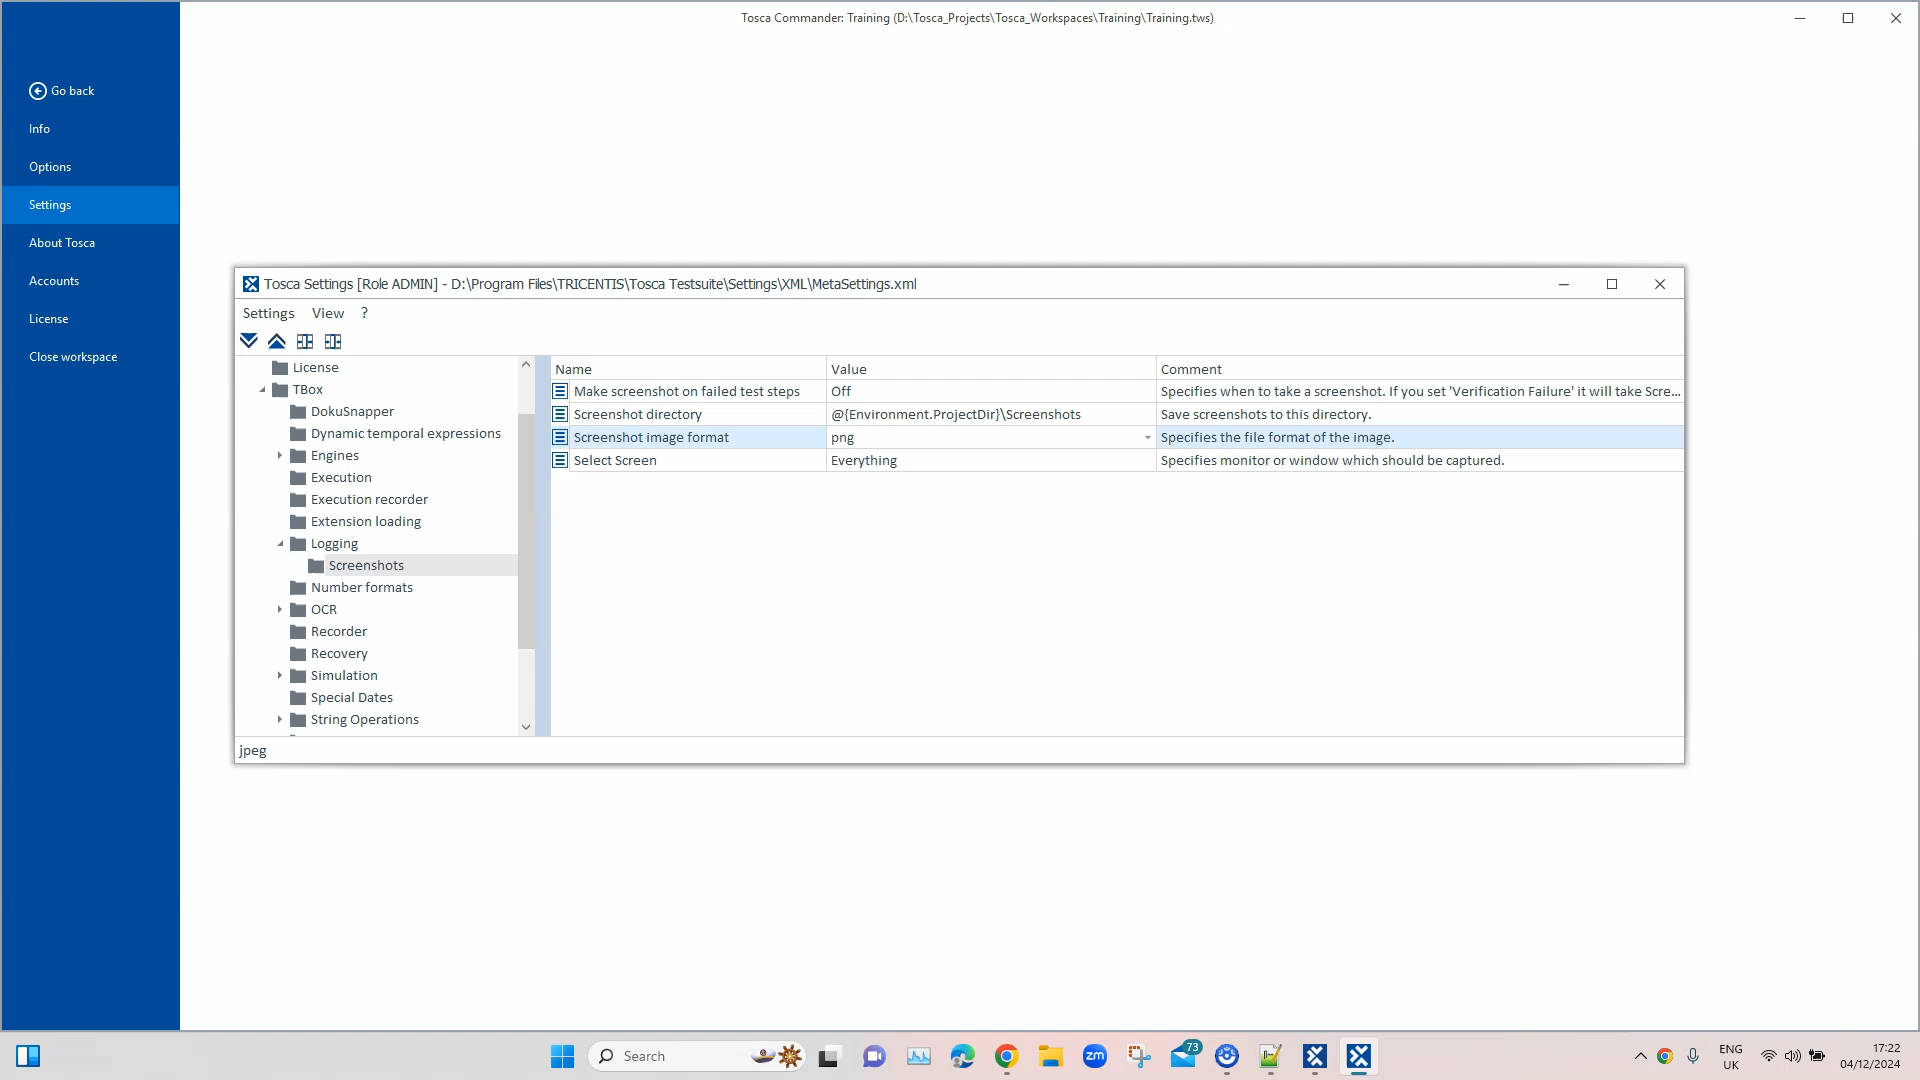 Tosca Commander: Training (D:\Tosca_Projects\Tosca_Workspaces\Training\Training.tws)
Go back
Info
Options
Settings
About Tosca
Accounts
License
Close workspace
Tosca Settings [Role ADMIN] - D:\Program Files\TRICENTIS\Tosca Testsuite\Settings\XML\MetaSettings.xml
Settings View ?
License
TBox
DokuSnapper
Dynamic temporal expressions
Engines
Execution
Execution recorder
Extension loading
Logging
Screenshots
Number formats
OCR
Recorder
Recovery
Simulation
Special Dates
String Operations
Name Value Comment
Make screenshot on failed test steps Off Specifies when to take a screenshot. If you set 'Verification Failure' it will take Scre...
Screenshot directory @{Environment.ProjectDir}\Screenshots Save screenshots to this directory.
Screenshot image format png Specifies the file format of the image.
Select Screen Everything Specifies monitor or window which should be captured.
jpeg
Search
zm
73
ENG
UK
17:22
04/12/2024